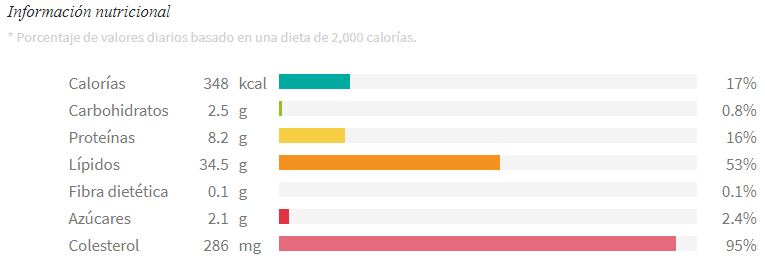 Información nutricional
* Porcentaje de valores diarios basado en una dieta de 2,000 calorías.
Calorías 348 kcal 17%
Carbohidratos 2.5 g 0.8%
Proteínas 8.2 g 16%
Lípidos 34.5 g 53%
Fibra dietética 0.1 g 0.1%
Azúcares 2.1 g 2.4%
Colesterol 286 mg 95%